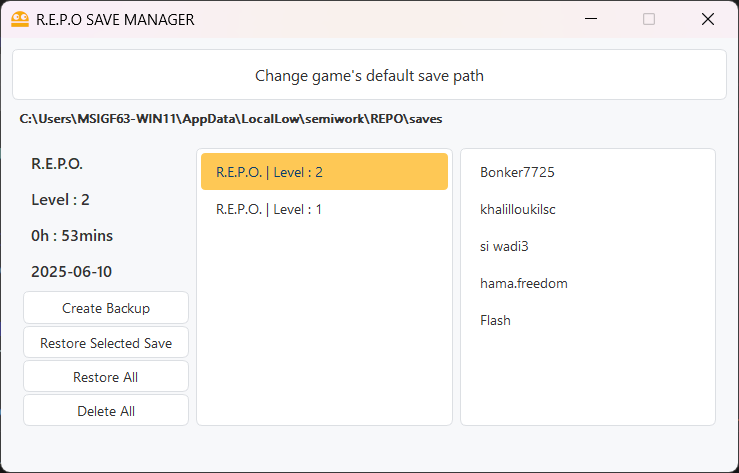 R.E.P.O SAVE MANAGER
Change game's default save path
C:\Users\MSIGF63-WIN11\AppData\LocalLow\semiwork\REPO\saves
R.E.P.O.
Level : 2
0h : 53mins
2025-06-10
Create Backup
Restore Selected Save
Restore All
Delete All
R.E.P.O. | Level : 2
R.E.P.O. | Level : 1
Bonker7725
khalilloukilsc
si wadi3
hama.freedom
Flash